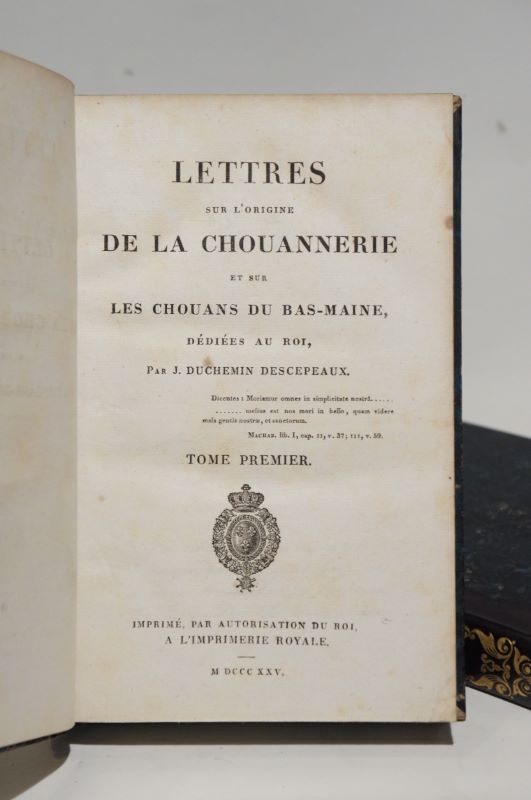 LETTRES
SUR L'ORIGINE
DE LA CHOUANNERIE
ET SUR
LES CHOUANS DU BAS-MAINE,
DÉDIÉES AU ROI,
PAR J. DUCHEMIN DESCEPEAUX.
Dicentes : Moriamur omnes in simplicitate nostrâ......
....... melius est nos mori in bello, quam videre
mala gentis nostræ, et sanctorum.
MACHAB. lib. I, cap. II, v. 37; III, v. 59.
TOME PREMIER.
IMPRIMÉ, PAR AUTORISATION DU ROI,
A L'IMPRIMERIE ROYALE.
M DCCC XXV.